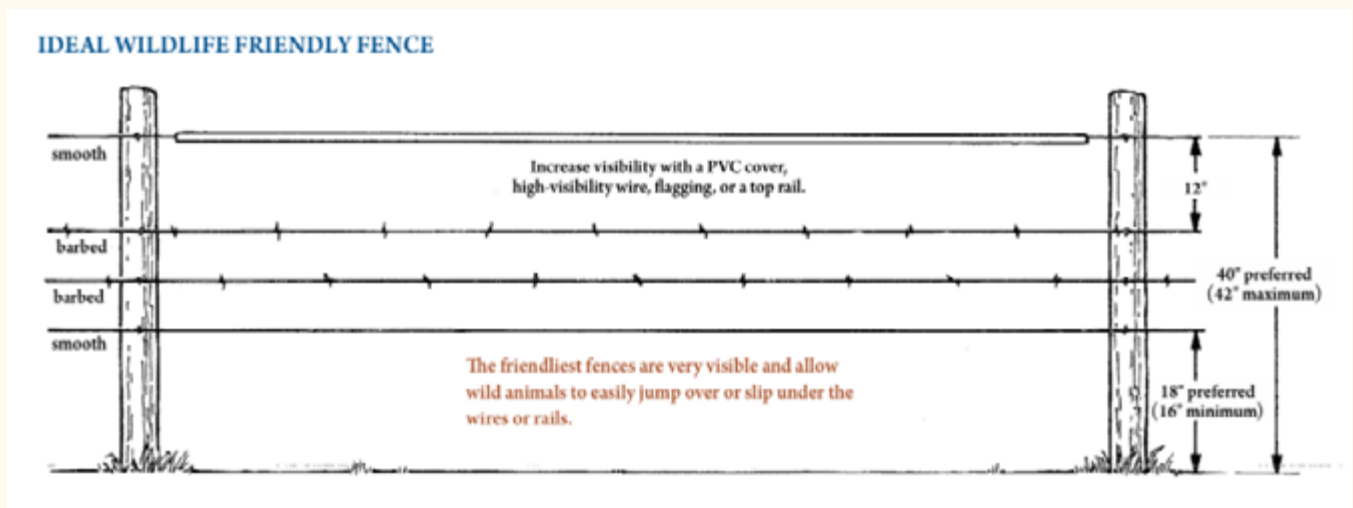 IDEAL WILDLIFE FRIENDLY FENCE
smooth
Increase visibility with a PVC cover,
high-visibility wire, flagging, or a top rail.
12"
barbed
barbed
40" preferred
(42" maximum)
smooth
The friendliest fences are very visible and allow
wild animals to easily jump over or slip under the
wires or rails.
18" preferred
(16" minimum)